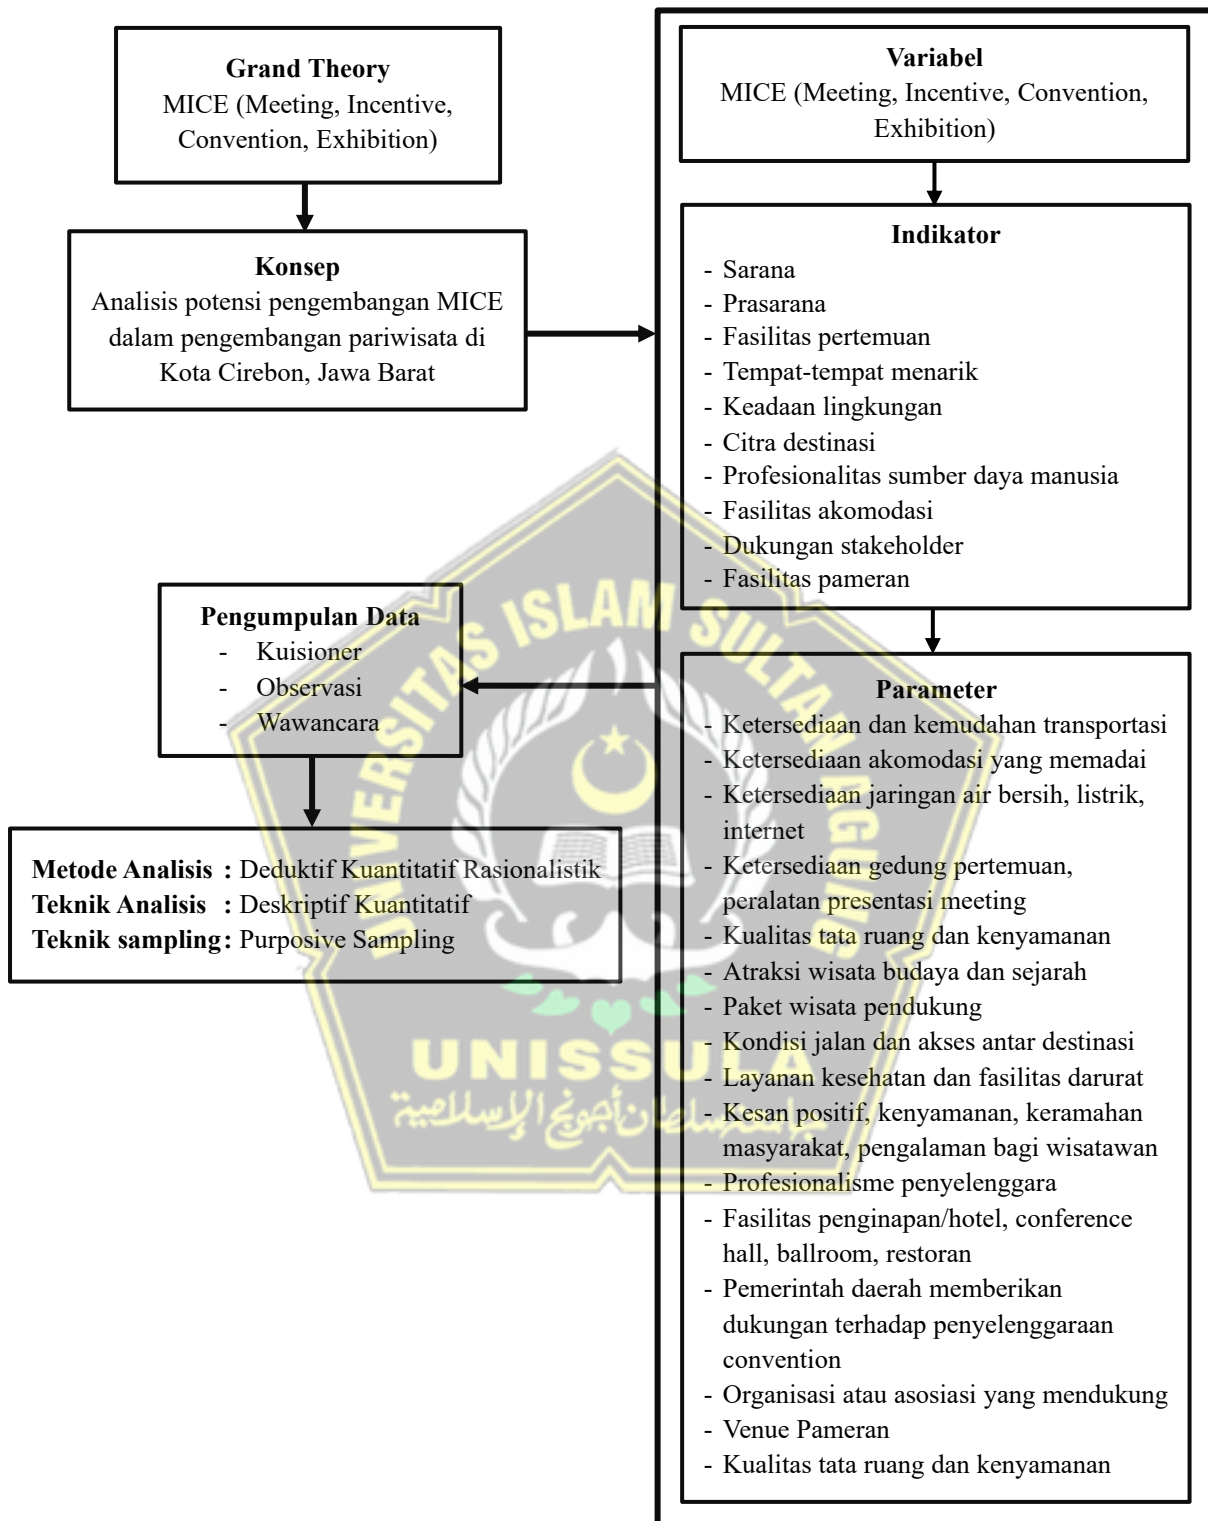 Grand Theory
MICE (Meeting, Incentive,
Convention, Exhibition)
Konsep
Analisis potensi pengembangan MICE
dalam pengembangan pariwisata di
Kota Cirebon, Jawa Barat
Variabel
MICE (Meeting, Incentive, Convention,
Exhibition)
Indikator
- Sarana
- Prasarana
- Fasilitas pertemuan
- Tempat-tempat menarik
- Keadaan lingkungan
- Citra destinasi
- Profesionalitas sumber daya manusia
- Fasilitas akomodasi
- Dukungan stakeholder
- Fasilitas pameran
Parameter
- Ketersediaan dan kemudahan transportasi
- Ketersediaan akomodasi yang memadai
- Ketersediaan jaringan air bersih, listrik,
internet
- Ketersediaan gedung pertemuan,
peralatan presentasi meeting
- Kualitas tata ruang dan kenyamanan
- Atraksi wisata budaya dan sejarah
- Paket wisata pendukung
- Kondisi jalan dan akses antar destinasi
- Layanan kesehatan dan fasilitas darurat
- Kesan positif, kenyamanan, keramahan
masyarakat, pengalaman bagi wisatawan
- Profesionalisme penyelenggara
- Fasilitas penginapan/hotel, conference
hall, ballroom, restoran
- Pemerintah daerah memberikan
dukungan terhadap penyelenggaraan
convention
- Organisasi atau asosiasi yang mendukung
- Venue Pameran
- Kualitas tata ruang dan kenyamanan
Pengumpulan Data
- Kuisioner
- Observasi
- Wawancara
Metode Analisis : Deduktif Kuantitatif Rasionalistik
Teknik Analisis : Deskriptif Kuantitatif
Teknik sampling : Purposive Sampling
UNIVERSITAS ISLAM SULTAN AGUNG
UNISSULA
جامعة سلطان أجونج الإسلامية